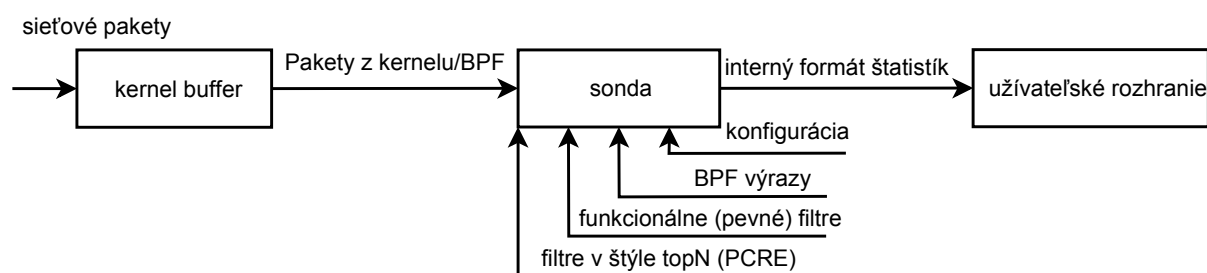 sieťové pakety
kernel buffer
Pakety z kernelu/BPF
sonda
interný formát štatistík
užívateľské rozhranie
konfigurácia
BPF výrazy
funkcionálne (pevné) filtre
filtre v štýle topN (PCRE)